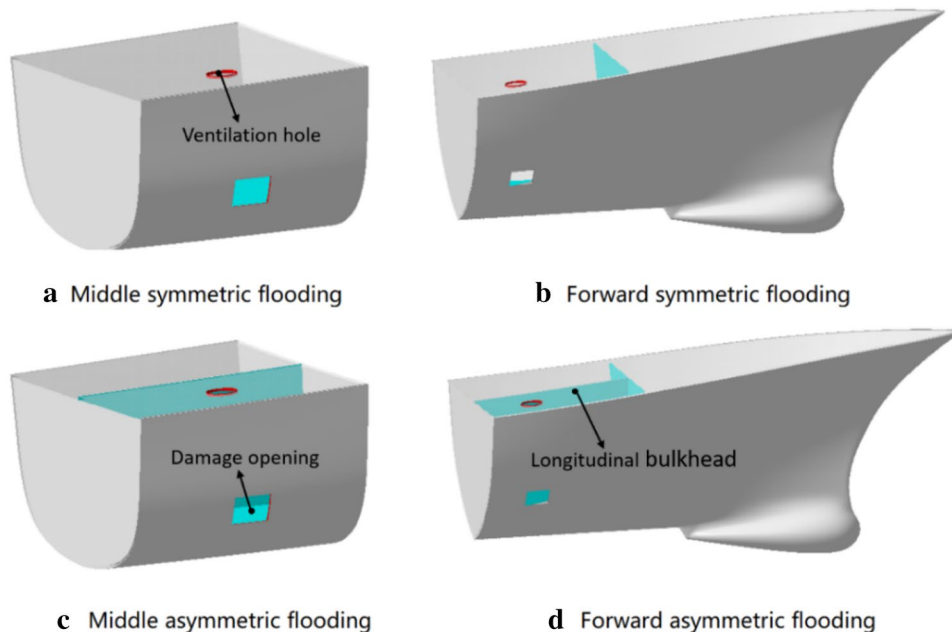 Ventilation hole
a Middle symmetric flooding
b Forward symmetric flooding
Damage opening
Longitudinal bulkhead
c Middle asymmetric flooding
d Forward asymmetric flooding